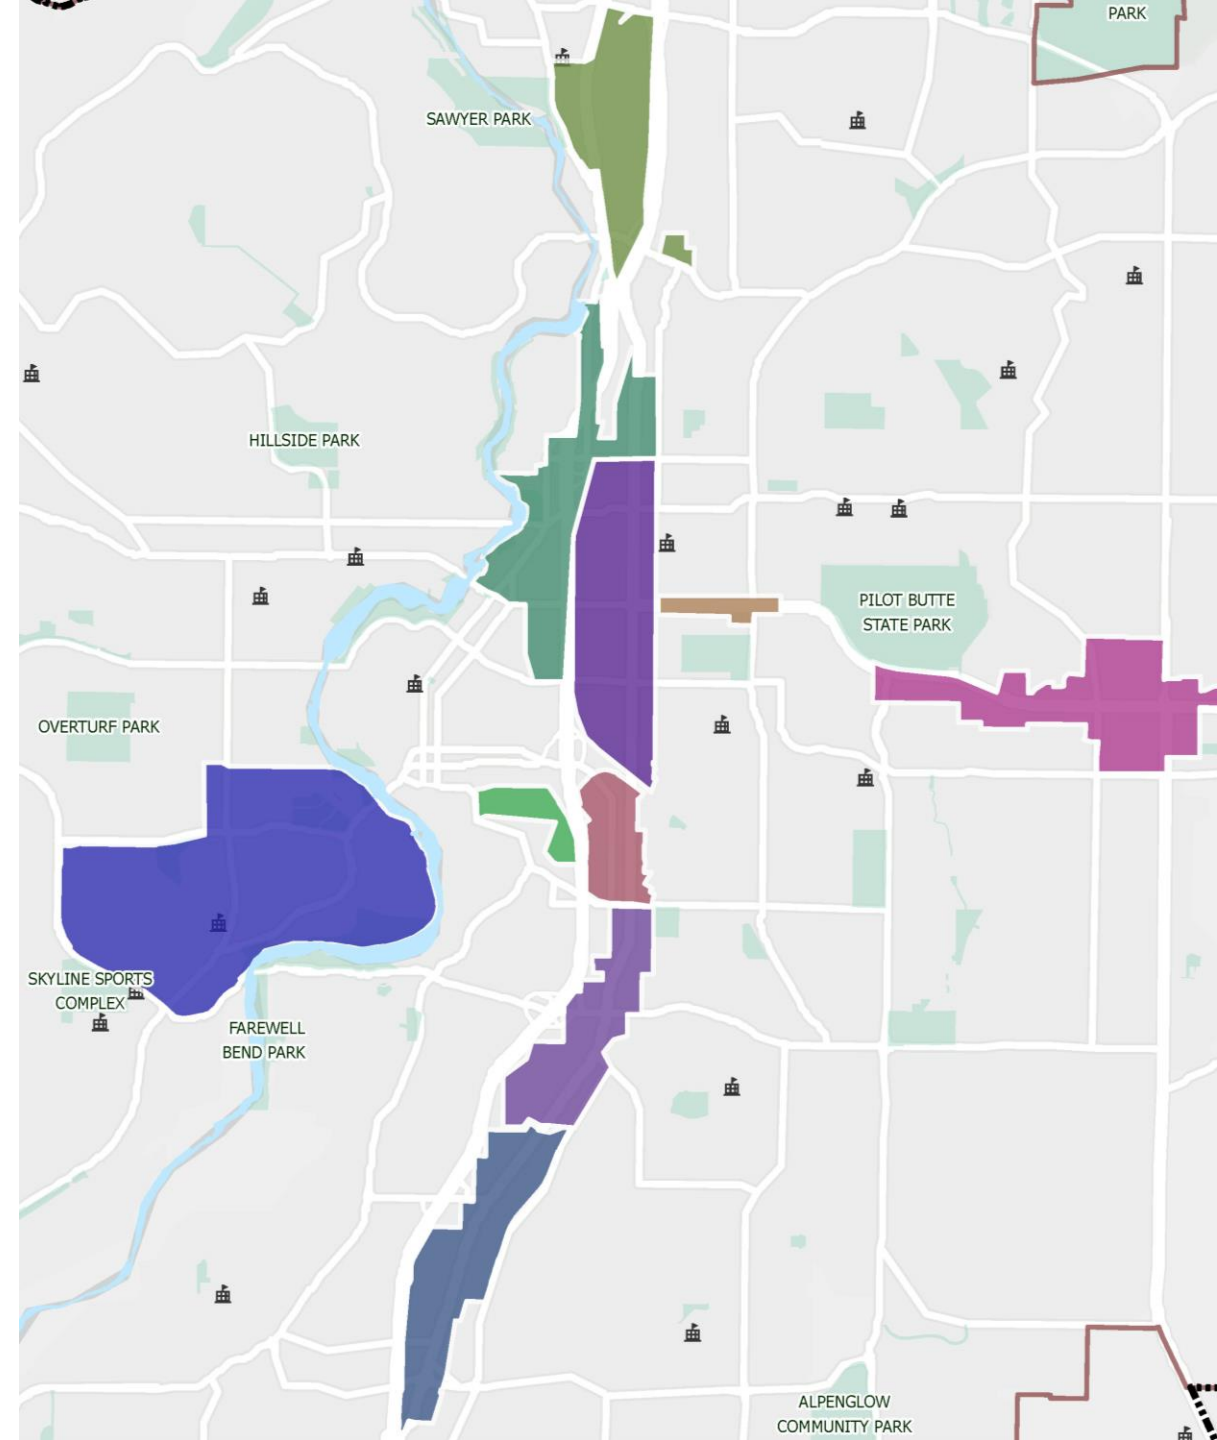 PARK
SAWYER PARK
HILLSIDE PARK
PILOT BUTTE
STATE PARK
OVERTURF PARK
SKYLINE SPORTS
COMPLEX
FAREWELL
BEND PARK
ALPENGLOW
COMMUNITY PARK